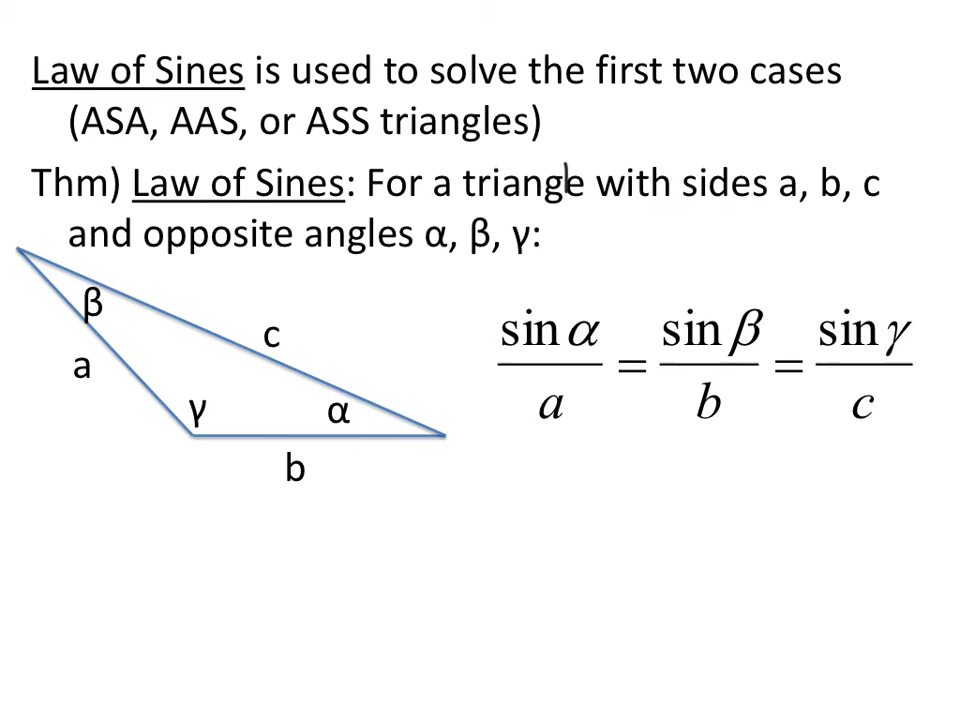 Law of Sines is used to solve the first two cases
(ASA, AAS, or ASS triangles)
Thm) Law of Sines: For a triangle with sides a, b, c
and opposite angles α, β, γ:
β
c
a
γ
α
b
sin α / a = sin β / b = sin γ / c